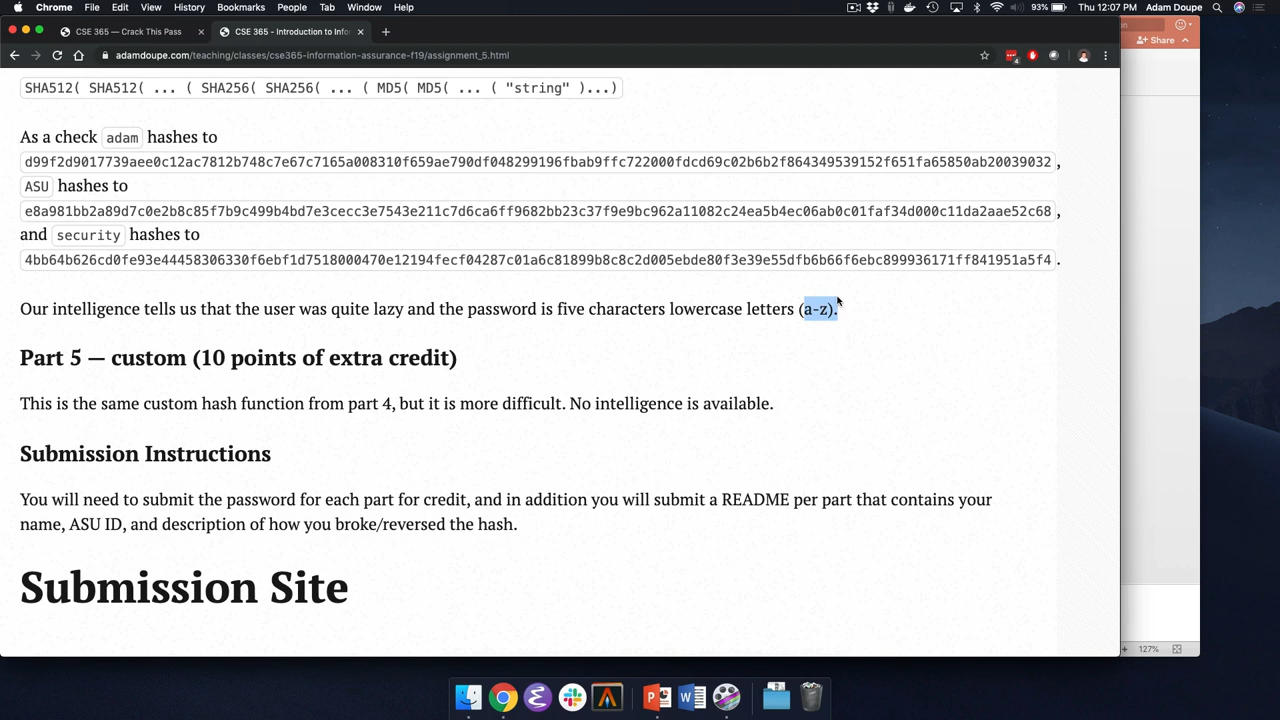 Chrome File Edit View History Bookmarks People Tab Window Help 93% Thu 12:07 PM Adam Doupe
CSE 365 — Crack This Pass CSE 365 - Introduction to Info
adamdoupe.com/teaching/classes/cse365-information-assurance-f19/assignment_5.html
Share
SHA512( SHA512( ... ( SHA256( SHA256( ... ( MD5( MD5( ... ( "string" )...)
As a check adam hashes to
d99f2d9017739aee0c12ac7812b748c7e67c7165a008310f659ae790df048299196fbab9ffc722000fdcd69c02b6b2f864349539152f651fa65850ab20039032,
ASU hashes to
e8a981bb2a89d7c0e2b8c85f7b9c499b4bd7e3cecc3e7543e211c7d6ca6ff9682bb23c37f9e9bc962a11082c24ea5b4ec06ab0c01faf34d000c11da2aae52c68,
and security hashes to
4bb64b626cd0fe93e44458306330f6ebf1d7518000470e12194fecf04287c01a6c81899b8c8c2d005ebde80f3e39e55dfb6b66f6ebc899936171ff841951a5f4.
Our intelligence tells us that the user was quite lazy and the password is five characters lowercase letters (a-z).
Part 5 — custom (10 points of extra credit)
This is the same custom hash function from part 4, but it is more difficult. No intelligence is available.
Submission Instructions
You will need to submit the password for each part for credit, and in addition you will submit a README per part that contains your
name, ASU ID, and description of how you broke/reversed the hash.
Submission Site
127%